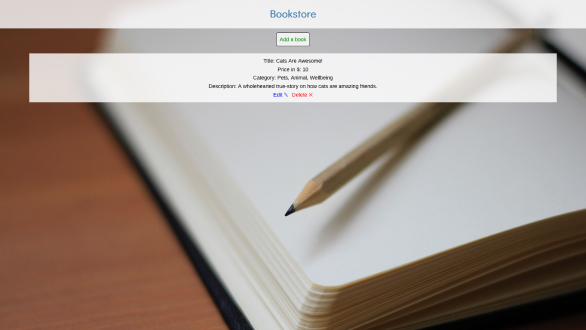 Bookstore
Add a book
Title: Cats Are Awesome!
Price in $: 10
Category: Pets, Animal, Wellbeing
Description: A wholehearted true-story on how cats are amazing friends.
Edit ✎ Delete ✕